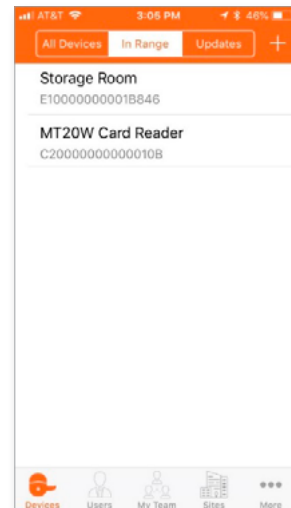 AT&T 3:05 PM 46%
All Devices In Range Updates +
Storage Room
E10000000001B846
MT20W Card Reader
C20000000000010B
Devices Users My Team Sites More